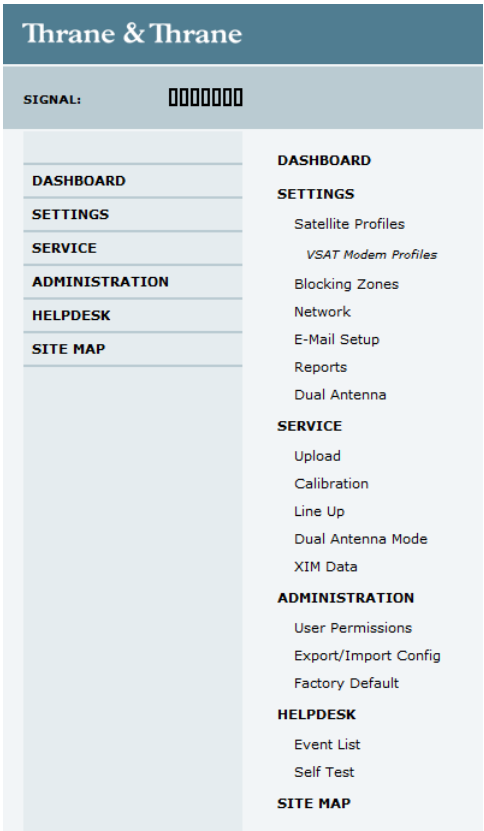 Thrane & Thrane
SIGNAL:
DASHBOARD
SETTINGS
SERVICE
ADMINISTRATION
HELPDESK
SITE MAP
DASHBOARD
SETTINGS
Satellite Profiles
VSAT Modem Profiles
Blocking Zones
Network
E-Mail Setup
Reports
Dual Antenna
SERVICE
Upload
Calibration
Line Up
Dual Antenna Mode
XIM Data
ADMINISTRATION
User Permissions
Export/Import Config
Factory Default
HELPDESK
Event List
Self Test
SITE MAP